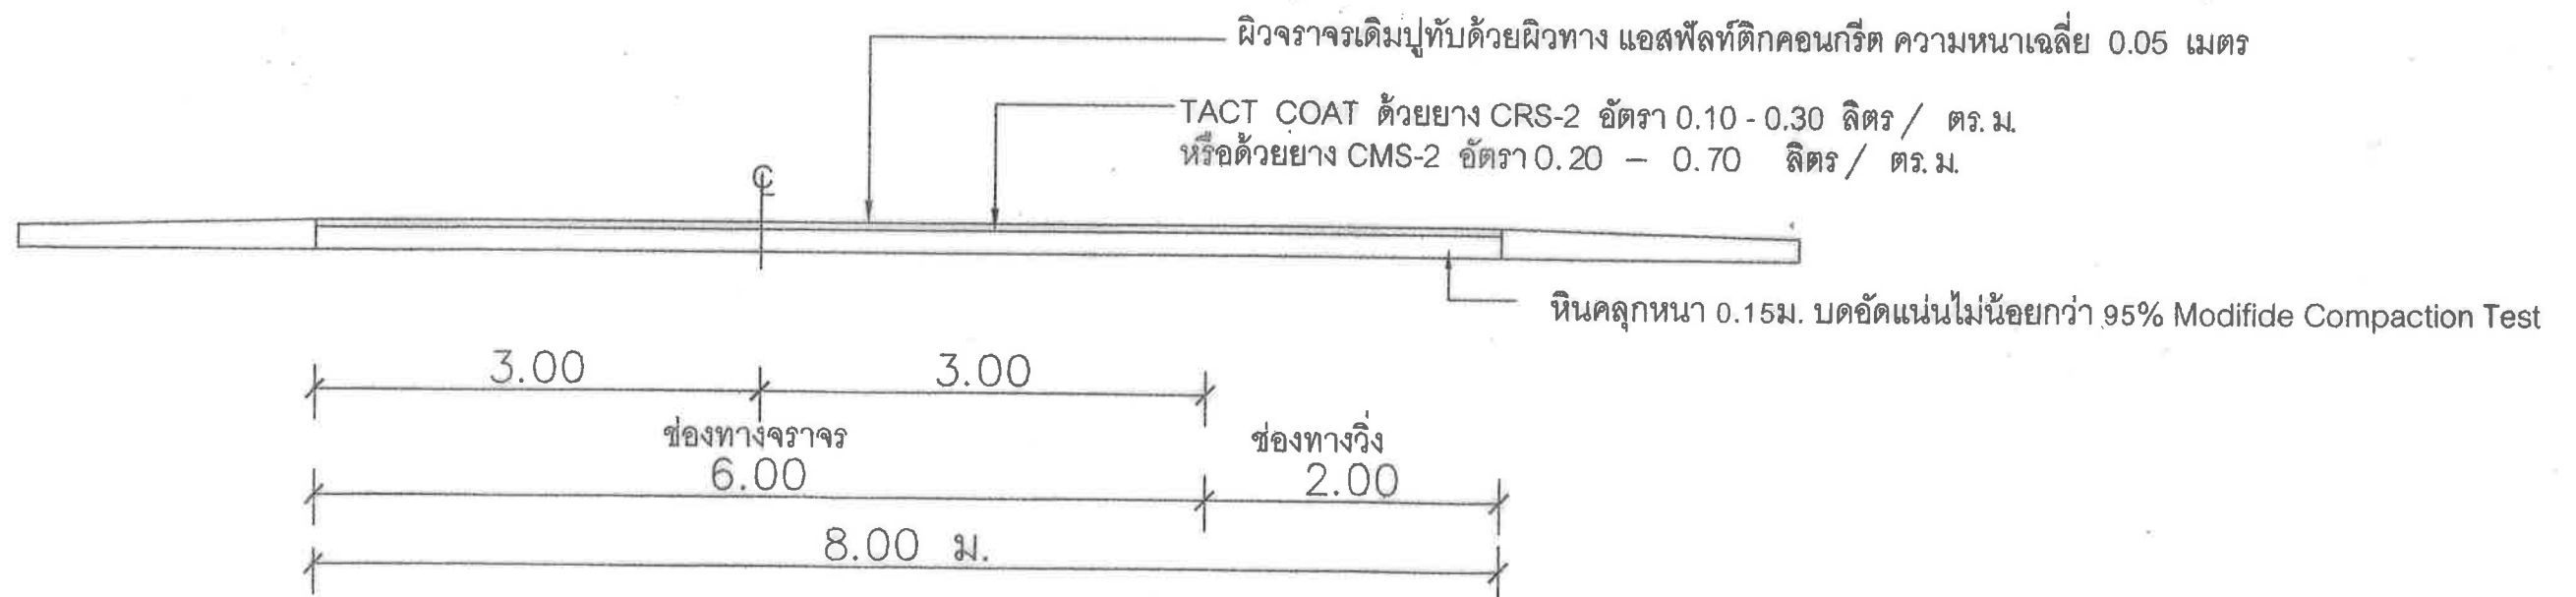 ผิวจราจรเดิมปูทับด้วยผิวทาง แอสฟัลท์ติกคอนกรีต ความหนาเฉลี่ย 0.05 เมตร
TACT COAT ด้วยยาง CRS-2 อัตรา 0.10 - 0.30 ลิตร / ตร.ม.
หรือด้วยยาง CMS-2 อัตรา 0.20 - 0.70 ลิตร / ตร.ม.
℄
หินคลุกหนา 0.15ม. บดอัดแน่นไม่น้อยกว่า 95% Modifide Compaction Test
3.00 3.00
ช่องทางจราจร ช่องทางวิ่ง
6.00 2.00
8.00 ม.